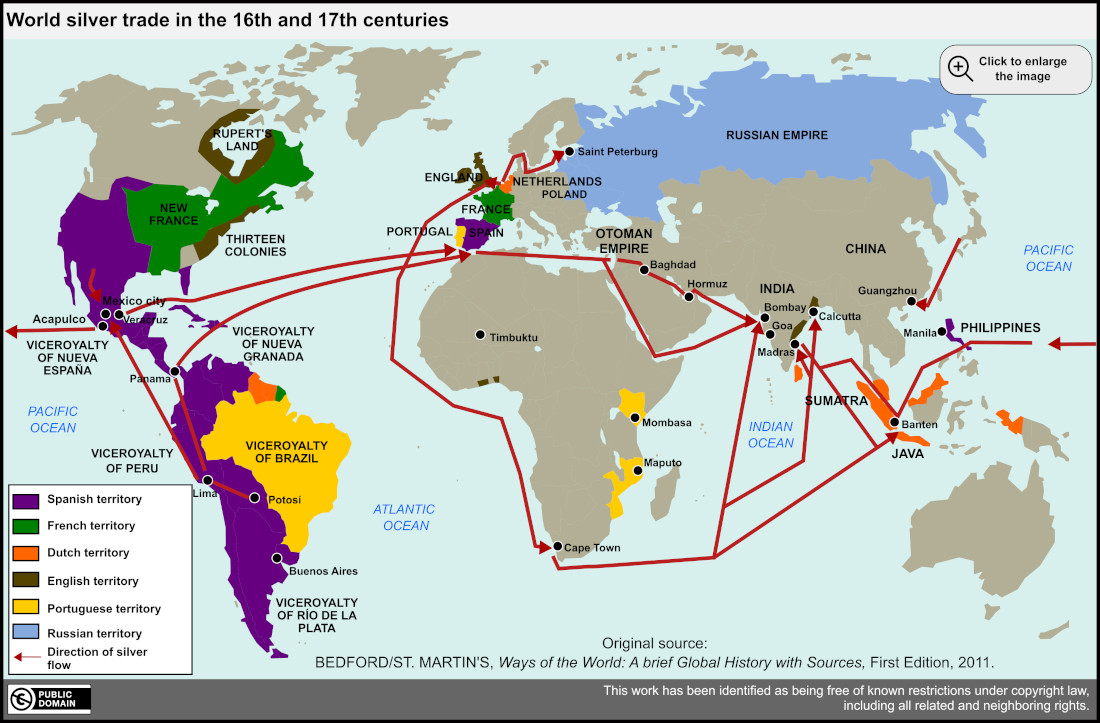 World silver trade in the 16th and 17th centuries
Click to enlarge
the image
RUPERT'S
LAND
RUSSIAN EMPIRE
Saint Peterburg
ENGLAND
NETHERLANDS
POLAND
NEW
FRANCE
FRANCE
PORTUGAL
SPAIN
THIRTEEN
COLONIES
OTOMAN
EMPIRE
CHINA
PACIFIC
OCEAN
Baghdad
Hormuz
INDIA
Guangzhou
Mexico city
Veracruz
Acapulco
Bombay
Calcutta
Goa
Madras
Manila
PHILIPPINES
Timbuktu
VICEROYALTY
OF NUEVA
ESPAÑA
VICEROYALTY
OF NUEVA
GRANADA
Panama
PACIFIC
OCEAN
SUMATRA
Banten
JAVA
Mombasa
INDIAN
OCEAN
VICEROYALTY
OF BRAZIL
VICEROYALTY
OF PERU
Maputo
Lima
Potosí
ATLANTIC
OCEAN
Cape Town
Buenos Aires
VICEROYALTY
OF RÍO DE LA
PLATA
Spanish territory
French territory
Dutch territory
English territory
Portuguese territory
Russian territory
Direction of silver
flow
Original source:
BEDFORD/ST. MARTIN'S, Ways of the World: A brief Global History with Sources, First Edition, 2011.
PUBLIC
DOMAIN
This work has been identified as being free of known restrictions under copyright law,
including all related and neighboring rights.